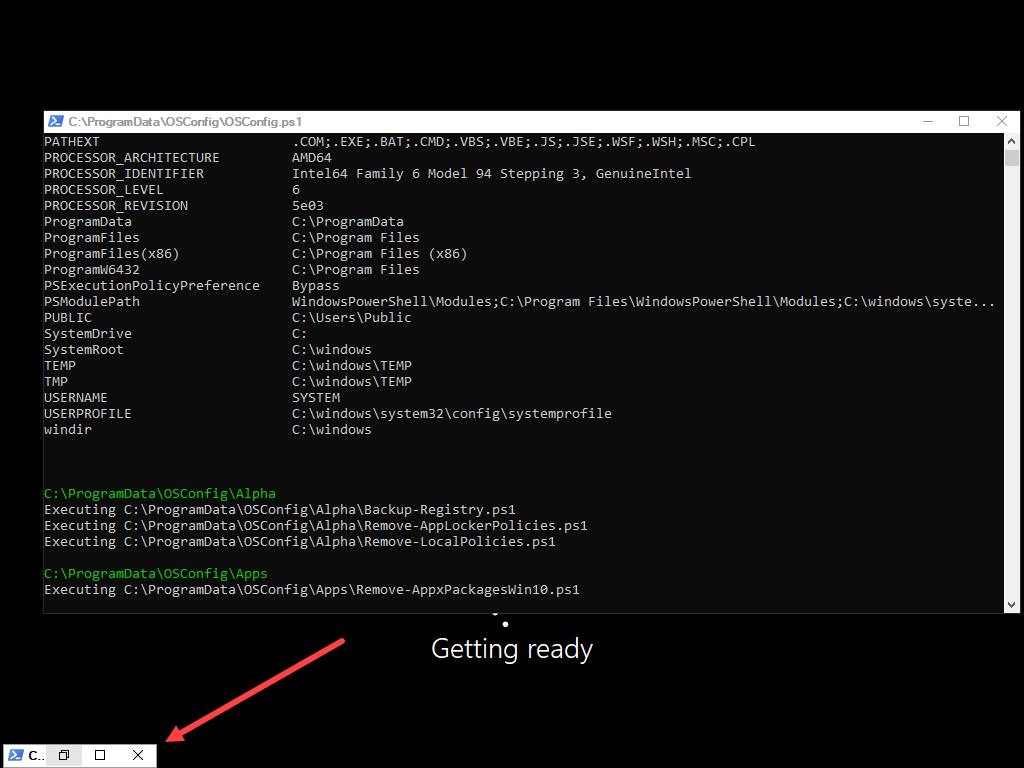 C:\ProgramData\OSConfig\OSConfig.ps1
PATHEXT .COM;.EXE;.BAT;.CMD;.VBS;.VBE;.JS;.JSE;.WSF;.WSH;.MSC;.CPL
PROCESSOR_ARCHITECTURE AMD64
PROCESSOR_IDENTIFIER Intel64 Family 6 Model 94 Stepping 3, GenuineIntel
PROCESSOR_LEVEL 6
PROCESSOR_REVISION 5e03
ProgramData C:\ProgramData
ProgramFiles C:\Program Files
ProgramFiles(x86) C:\Program Files (x86)
ProgramW6432 C:\Program Files
PSExecutionPolicyPreference Bypass
PSModulePath WindowsPowerShell\Modules;C:\Program Files\WindowsPowerShell\Modules;C:\windows\syste...
PUBLIC C:\Users\Public
SystemDrive C:
SystemRoot C:\windows
TEMP C:\windows\TEMP
TMP C:\windows\TEMP
USERNAME SYSTEM
USERPROFILE C:\windows\system32\config\systemprofile
windir C:\windows
C:\ProgramData\OSConfig\Alpha
Executing C:\ProgramData\OSConfig\Alpha\Backup-Registry.ps1
Executing C:\ProgramData\OSConfig\Alpha\Remove-AppLockerPolicies.ps1
Executing C:\ProgramData\OSConfig\Alpha\Remove-LocalPolicies.ps1
C:\ProgramData\OSConfig\Apps
Executing C:\ProgramData\OSConfig\Apps\Remove-AppxPackagesWin10.ps1
Getting ready
C..